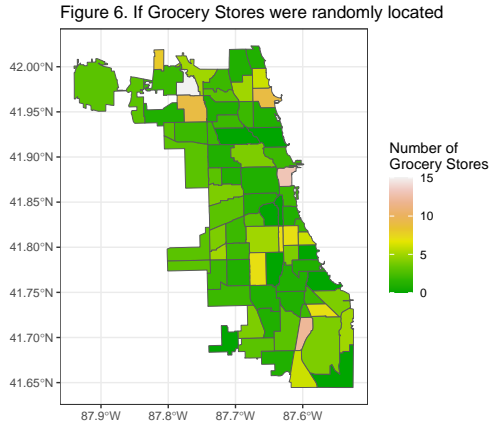 Figure 6. If Grocery Stores were randomly located
42.00°N
41.95°N
41.90°N
41.85°N
41.80°N
41.75°N
41.70°N
41.65°N
87.9°W 87.8°W 87.7°W 87.6°W
Number of
Grocery Stores
15
10
5
0